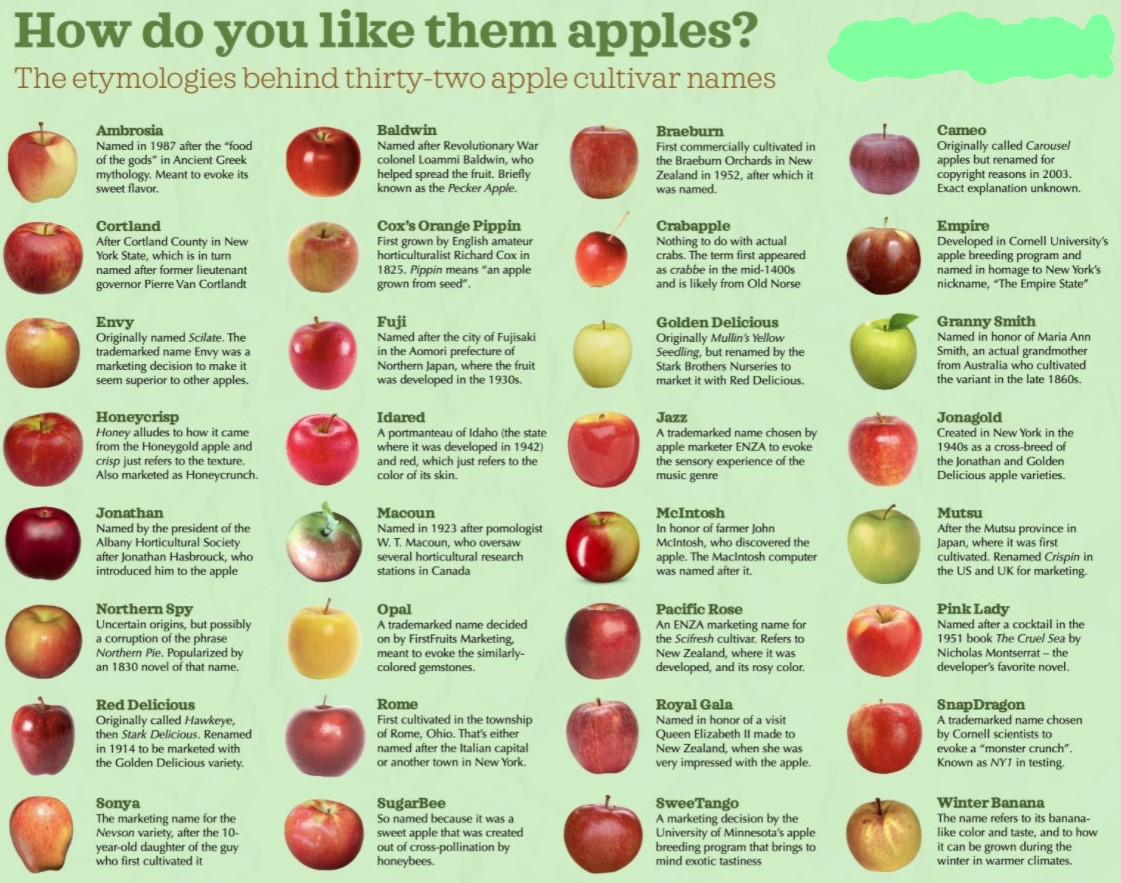 How do you like them apples?
The etymologies behind thirty-two apple cultivar names
Ambrosia
Named in 1987 after the “food
of the gods” in Ancient Greek
mythology. Meant to evoke its
sweet flavor.
Baldwin
Named after Revolutionary War
colonel Loammi Baldwin, who
helped spread the fruit. Briefly
known as the Pecker Apple.
Braeburn
First commercially cultivated in
the Braeburn Orchards in New
Zealand in 1952, after which it
was named.
Cameo
Originally called Carousel
apples but renamed for
copyright reasons in 2003.
Exact explanation unknown.
Cortland
After Cortland County in New
York State, which is in turn
named after former lieutenant
governor Pierre Van Cortlandt
Cox’s Orange Pippin
First grown by English amateur
horticulturalist Richard Cox in
1825. Pippin means “an apple
grown from seed”.
Crabapple
Nothing to do with actual
crabs. The term first appeared
as crabbe in the mid-1400s
and is likely from Old Norse
Empire
Developed in Cornell University’s
apple breeding program and
named in homage to New York’s
nickname, “The Empire State”
Envy
Originally named Scilate. The
trademarked name Envy was a
marketing decision to make it
seem superior to other apples.
Fuji
Named after the city of Fujisaki
in the Aomori prefecture of
Northern Japan, where the fruit
was developed in the 1930s.
Golden Delicious
Originally Mullin’s Yellow
Seedling, but renamed by the
Stark Brothers Nurseries to
market it with Red Delicious.
Granny Smith
Named in honor of Maria Ann
Smith, an actual grandmother
from Australia who cultivated
the variant in the late 1860s.
Honeycrisp
Honey alludes to how it came
from the Honeygold apple and
crisp just refers to the texture.
Also marketed as Honeycrunch.
Idared
A portmanteau of Idaho (the state
where it was developed in 1942)
and red, which just refers to the
color of its skin.
Jazz
A trademarked name chosen by
apple marketer ENZA to evoke
the sensory experience of the
music genre
Jonagold
Created in New York in the
1940s as a cross-breed of
the Jonathan and Golden
Delicious apple varieties.
Jonathan
Named by the president of the
Albany Horticultural Society
after Jonathan Hasbrouck, who
introduced him to the apple
Macoun
Named in 1923 after pomologist
W. T. Macoun, who oversaw
several horticultural research
stations in Canada
McIntosh
In honor of farmer John
McIntosh, who discovered the
apple. The MacIntosh computer
was named after it.
Mutsu
After the Mutsu province in
Japan, where it was first
cultivated. Renamed Crispin in
the US and UK for marketing.
Northern Spy
Uncertain origins, but possibly
a corruption of the phrase
Northern Pie. Popularized by
an 1830 novel of that name.
Opal
A trademark name decided
on by FirstFruits Marketing,
meant to evoke the similarly-
colored gemstones.
Pacific Rose
An ENZA marketing name for
the Scifresh cultivar. Refers to
New Zealand, where it was
developed, and its rosy color.
Pink Lady
Named after a cocktail in the
1951 book The Cruel Sea by
Nicholas Montserrat – the
developer’s favorite novel.
Red Delicious
Originally called Hawkeye,
then Stark Delicious. Renamed
in 1914 to be marketed with
the Golden Delicious variety.
Rome
First cultivated in the township
of Rome, Ohio. That’s either
named after the Italian capital
or another town in New York.
Royal Gala
Named in honor of a visit
Queen Elizabeth II made to
New Zealand, when she was
very impressed with the apple.
SnapDragon
A trademark name chosen
by Cornell scientists to
evoke a “monster crunch”.
Known as NY1 in testing.
Sonya
The marketing name for the
Nevson variety, after the 10-
year-old daughter of the guy
who first cultivated it
SugarBee
So named because it was a
sweet apple that was created
out of cross-pollination by
honeybees.
SweeTango
A marketing decision by the
University of Minnesota’s apple
breeding program that brings to
mind exotic tastiness
Winter Banana
The name refers to its banana-
like color and taste, and to how
it can be grown during the
winter in warmer climates.